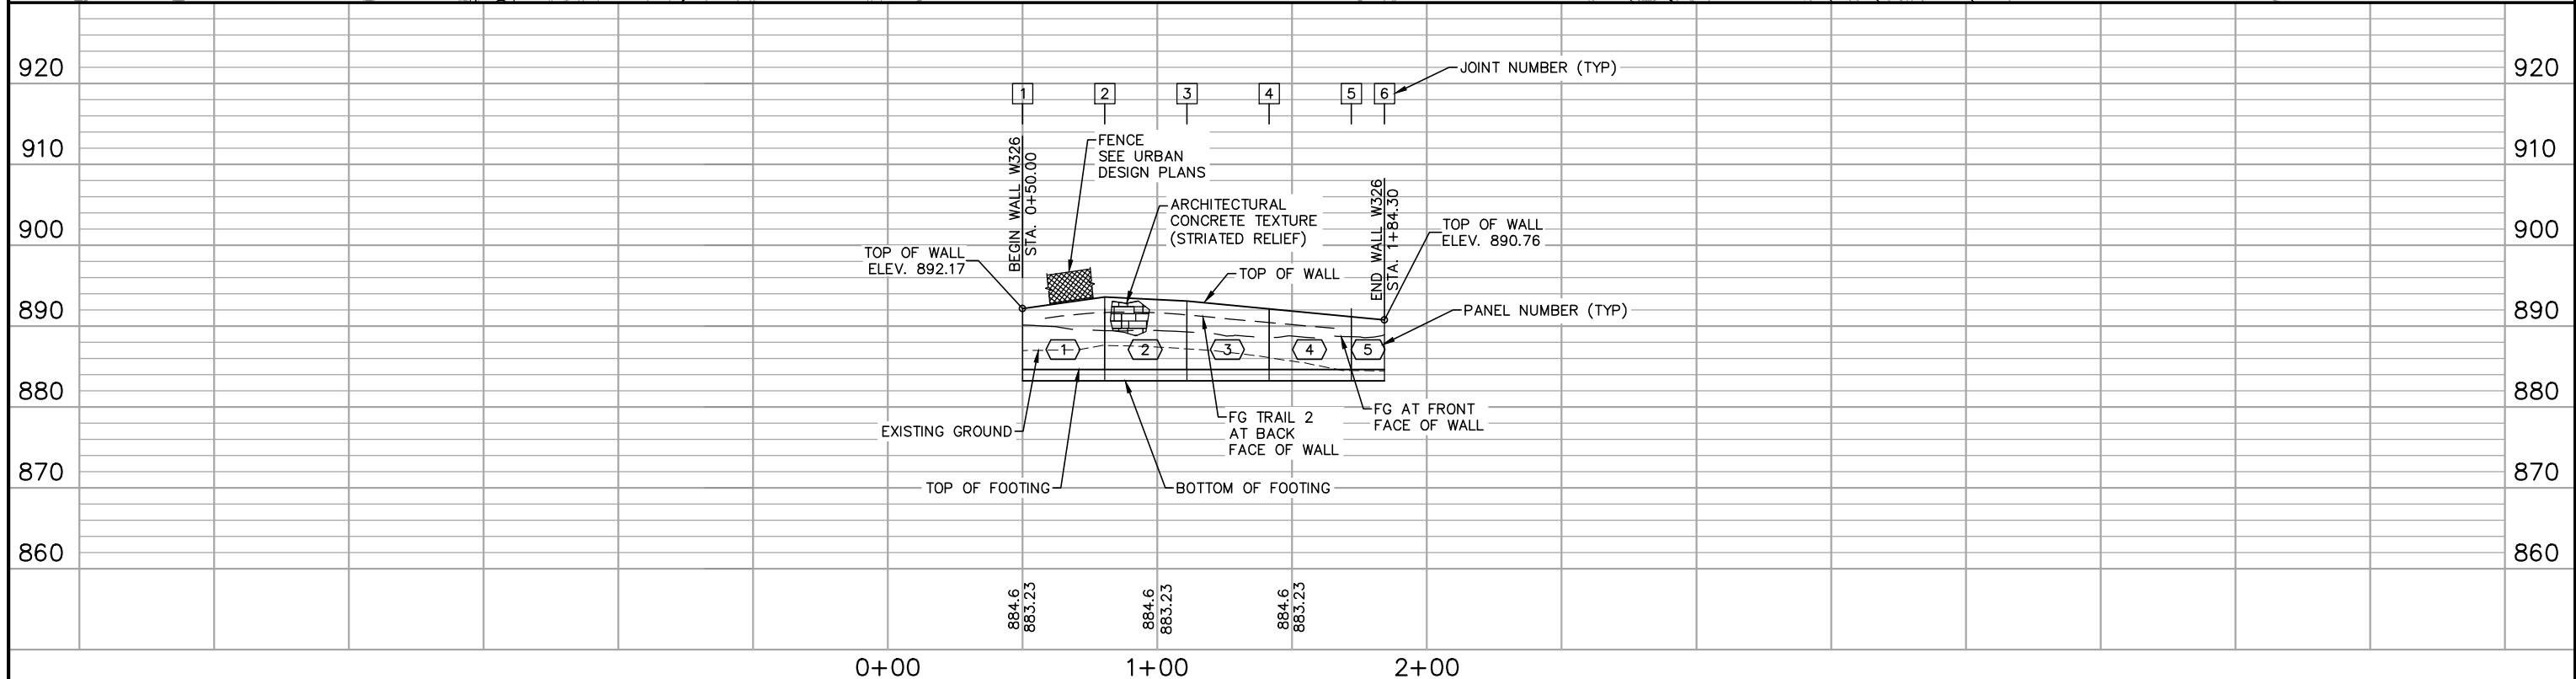 920
920
JOINT NUMBER (TYP)
1
2
3
4
5
6
910
910
FENCE
SEE URBAN
DESIGN PLANS
BEGIN WALL W326
STA. 0+50.00
ARCHITECTURAL
CONCRETE TEXTURE
(STRIATED RELIEF)
END WALL W326
STA. 1+84.30
900
900
TOP OF WALL
ELEV. 892.17
TOP OF WALL
ELEV. 890.76
TOP OF WALL
890
890
PANEL NUMBER (TYP)
1
2
3
4
5
880
880
EXISTING GROUND
FG TRAIL 2
AT BACK
FACE OF WALL
FG AT FRONT
FACE OF WALL
870
870
TOP OF FOOTING
BOTTOM OF FOOTING
860
860
884.6
883.23
884.6
883.23
884.6
883.23
0+00
1+00
2+00